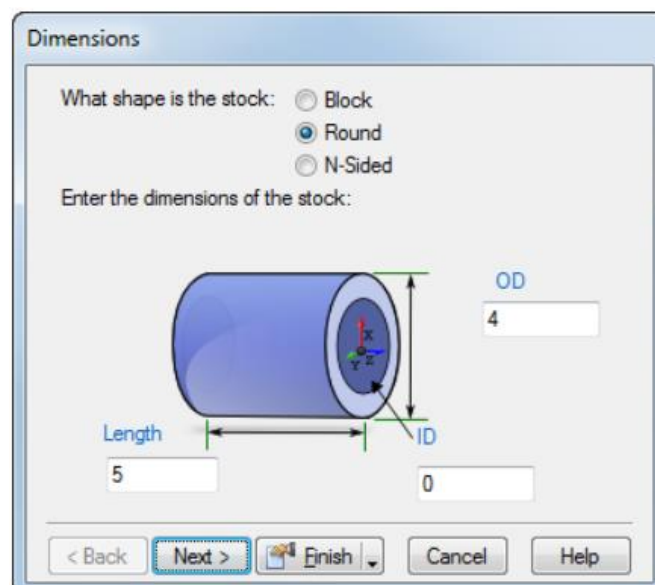 Dimensions
What shape is the stock:
Block
Round
N-Sided
Enter the dimensions of the stock:
OD
4
X
Y
Z
Length
ID
5
0
< Back
Next >
Finish
Cancel
Help